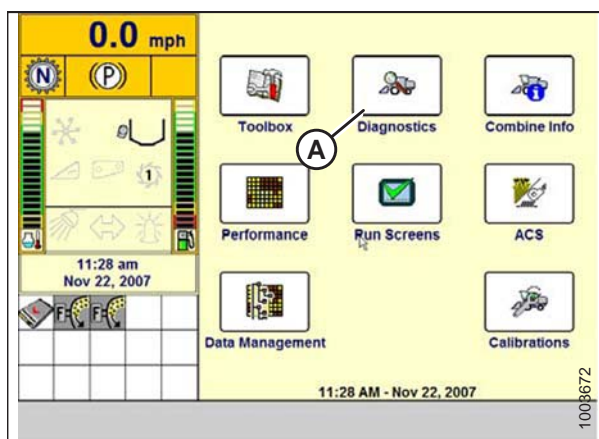 0.0 mph
N
(P)
1
11:28 am
Nov 22, 2007
F=
F=
Toolbox
Diagnostics
Combine Info
A
Performance
Run Screens
ACS
Data Management
Calibrations
11:28 AM - Nov 22, 2007
1003672